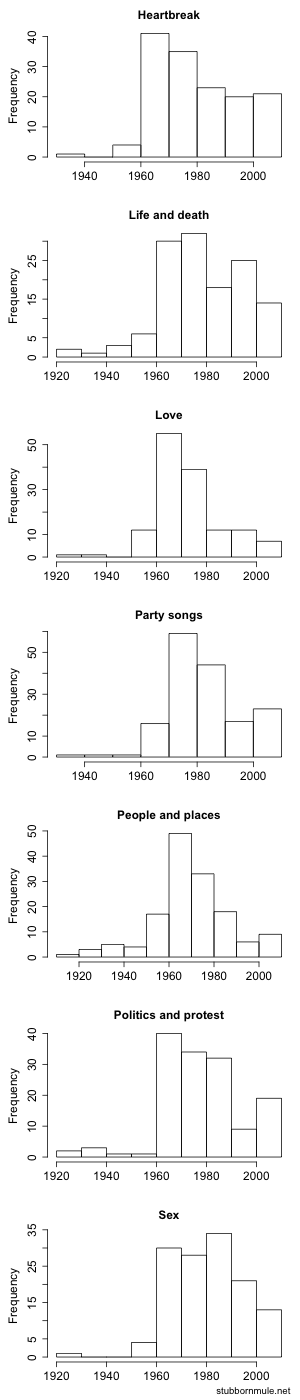 Heartbreak
Frequency
0 10 20 30 40
1940 1960 1980 2000
Life and death
Frequency
0 5 15 25
1920 1940 1960 1980 2000
Love
Frequency
0 10 30 50
1920 1940 1960 1980 2000
Party songs
Frequency
0 10 30 50
1940 1960 1980 2000
People and places
Frequency
0 10 20 30 40 50
1920 1940 1960 1980 2000
Politics and protest
Frequency
0 10 20 30 40
1920 1940 1960 1980 2000
Sex
Frequency
0 5 15 25 35
1920 1940 1960 1980 2000
stubbornmule.net